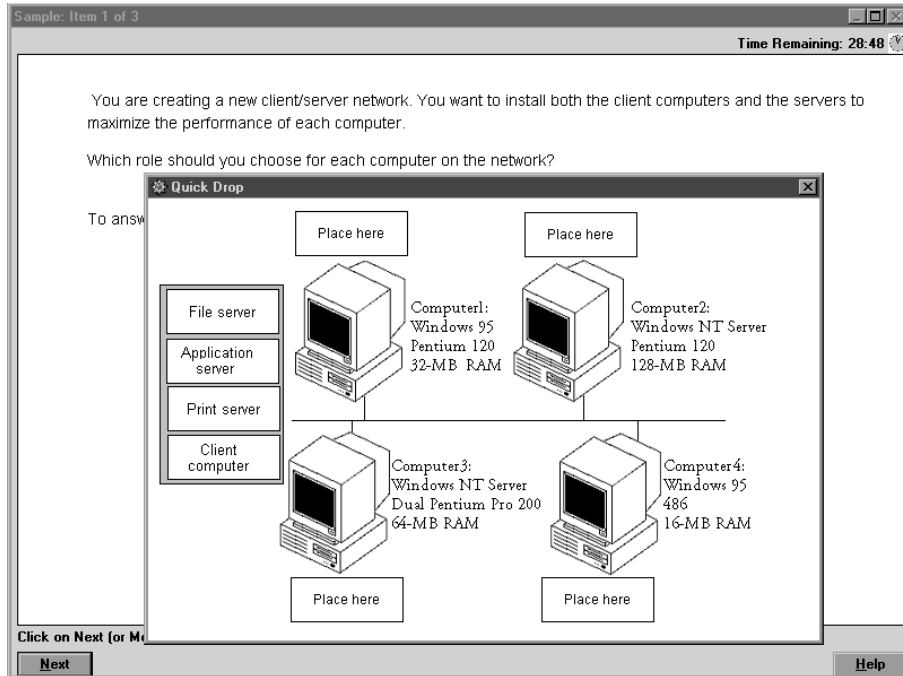 Sample: Item 1 of 3
Time Remaining: 28:48
You are creating a new client/server network. You want to install both the client computers and the servers to
maximize the performance of each computer.
Which role should you choose for each computer on the network?
To answ
Quick Drop
Place here
Place here
File server
Application
server
Print server
Client
computer
Computer1:
Windows 95
Pentium 120
32-MB RAM
Computer2:
Windows NT Server
Pentium 120
128-MB RAM
Computer3:
Windows NT Server
Dual Pentium Pro 200
64-MB RAM
Computer4:
Windows 95
486
16-MB RAM
Place here
Place here
Click on Next (or Mo
Next
Help